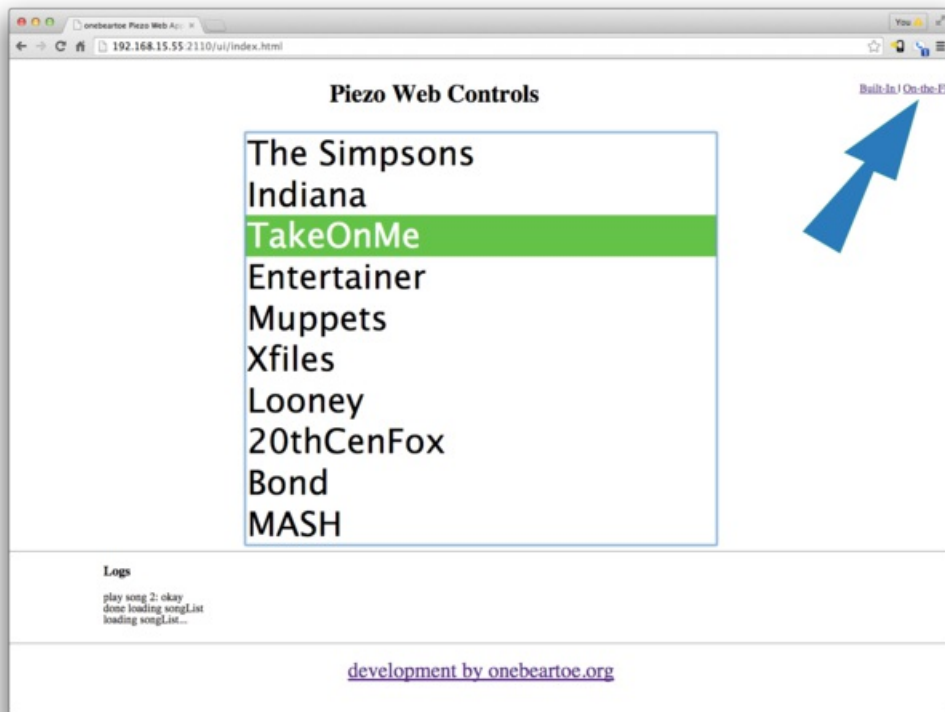 onebeartoe Piezo Web Ap
You
192.168.15.55:2110/ui/index.html
Piezo Web Controls
Built-In | On-the-F
The Simpsons
Indiana
TakeOnMe
Entertainer
Muppets
Xfiles
Looney
20thCenFox
Bond
MASH
Logs
play song 2: okay
done loading songList
loading songList...
development by onebeartoe.org